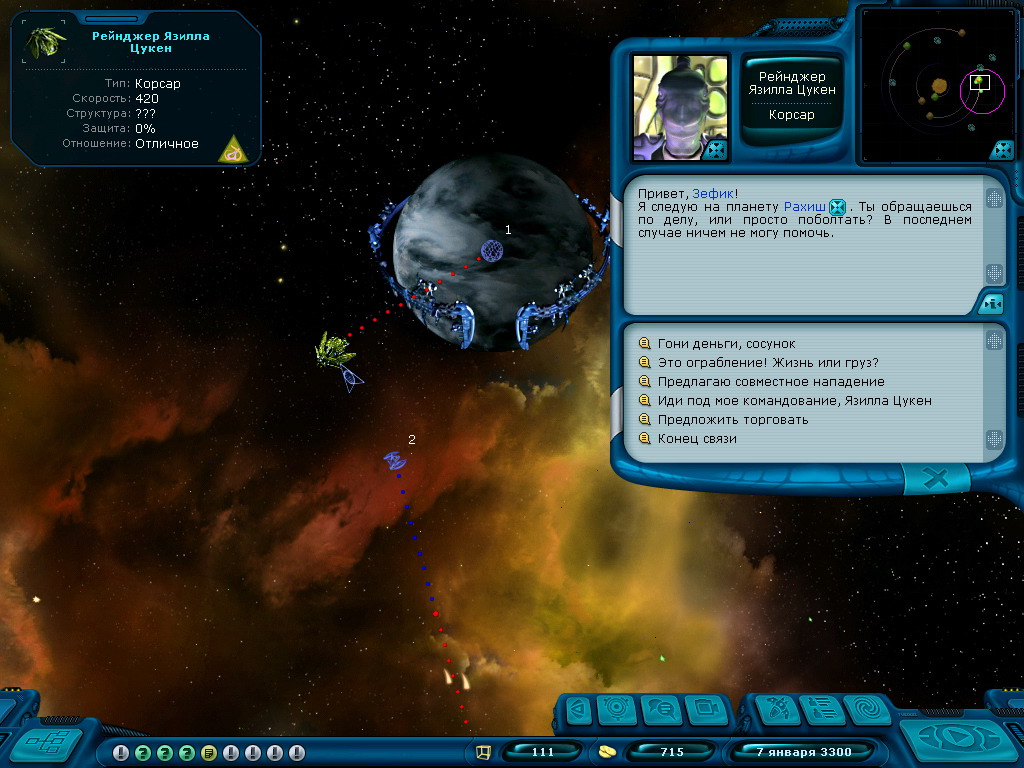 Рейнджер Язилла
Цукен
Тип: Корсар
Скорость: 420
Структура: ???
Защита: 0%
Отношение: Отличное
Рейнджер
Язилла Цукен
Корсар
Привет, Зефик!
Я следую на планету Рахиш . Ты обращаешься
по делу, или просто поболтать? В последнем
случае ничем не могу помочь.
Гони деньги, сосунок
Это ограбление! Жизнь или груз?
Предлагаю совместное нападение
Иди под мое командование, Язилла Цукен
Предложить торговать
Конец связи
1
2
111
715
7 января 3300